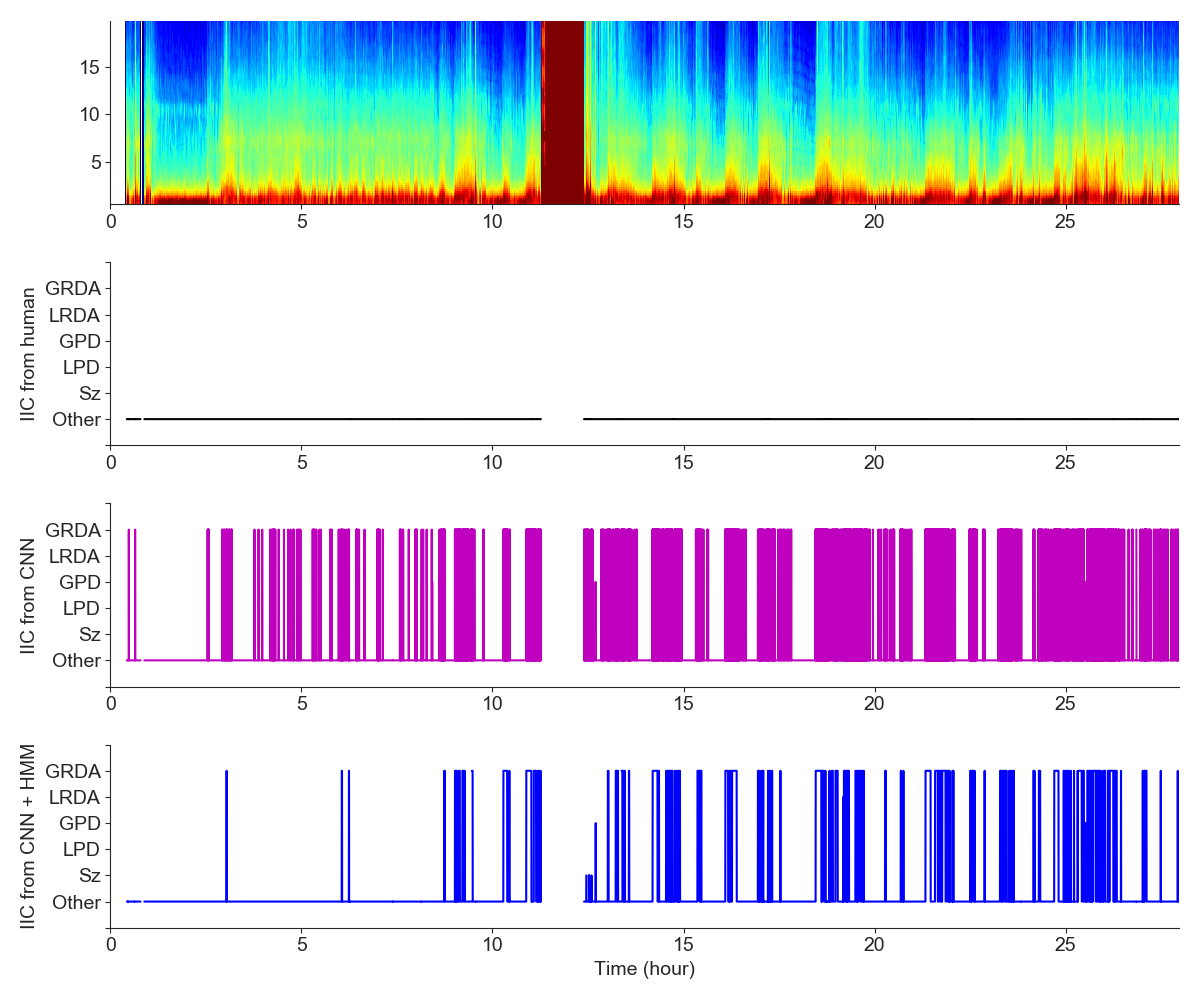 15
10
5
0 5 10 15 20 25
IIC from human
GRDA
LRDA
GPD
LPD
Sz
Other
0 5 10 15 20 25
IIC from CNN
GRDA
LRDA
GPD
LPD
Sz
Other
0 5 10 15 20 25
IIC from CNN + HMM
GRDA
LRDA
GPD
LPD
Sz
Other
0 5 10 15 20 25
Time (hour)